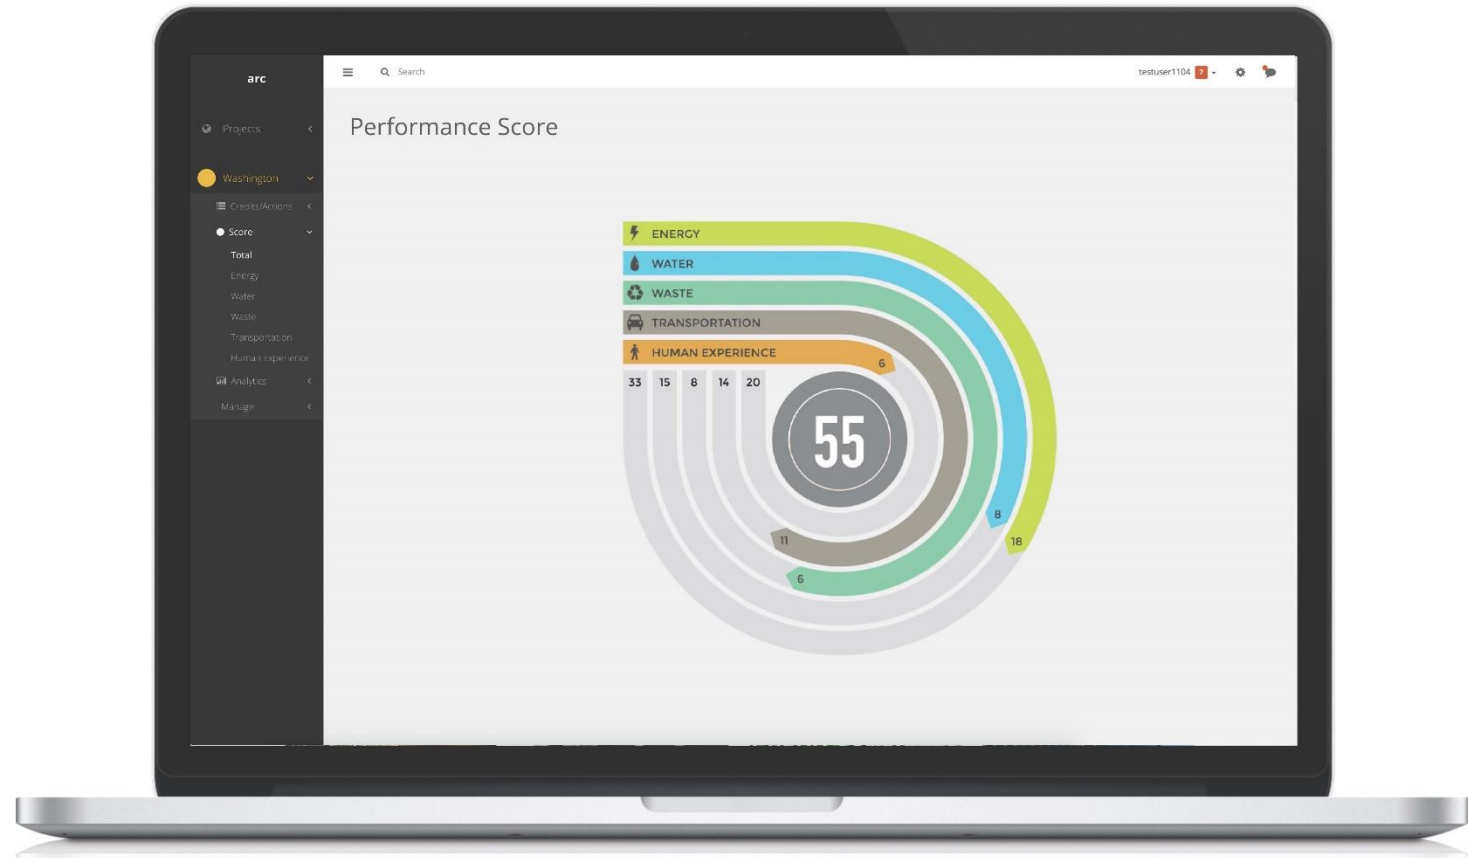 arc
Search
testuser1104 7
Projects
Performance Score
Washington
Credits/Actions
Score
Total
Energy
Water
Waste
Transportation
Human Experience
Analytics
Manage
ENERGY
WATER
WASTE
TRANSPORTATION
HUMAN EXPERIENCE
6
33 15 8 14 20
55
8
11
18
6